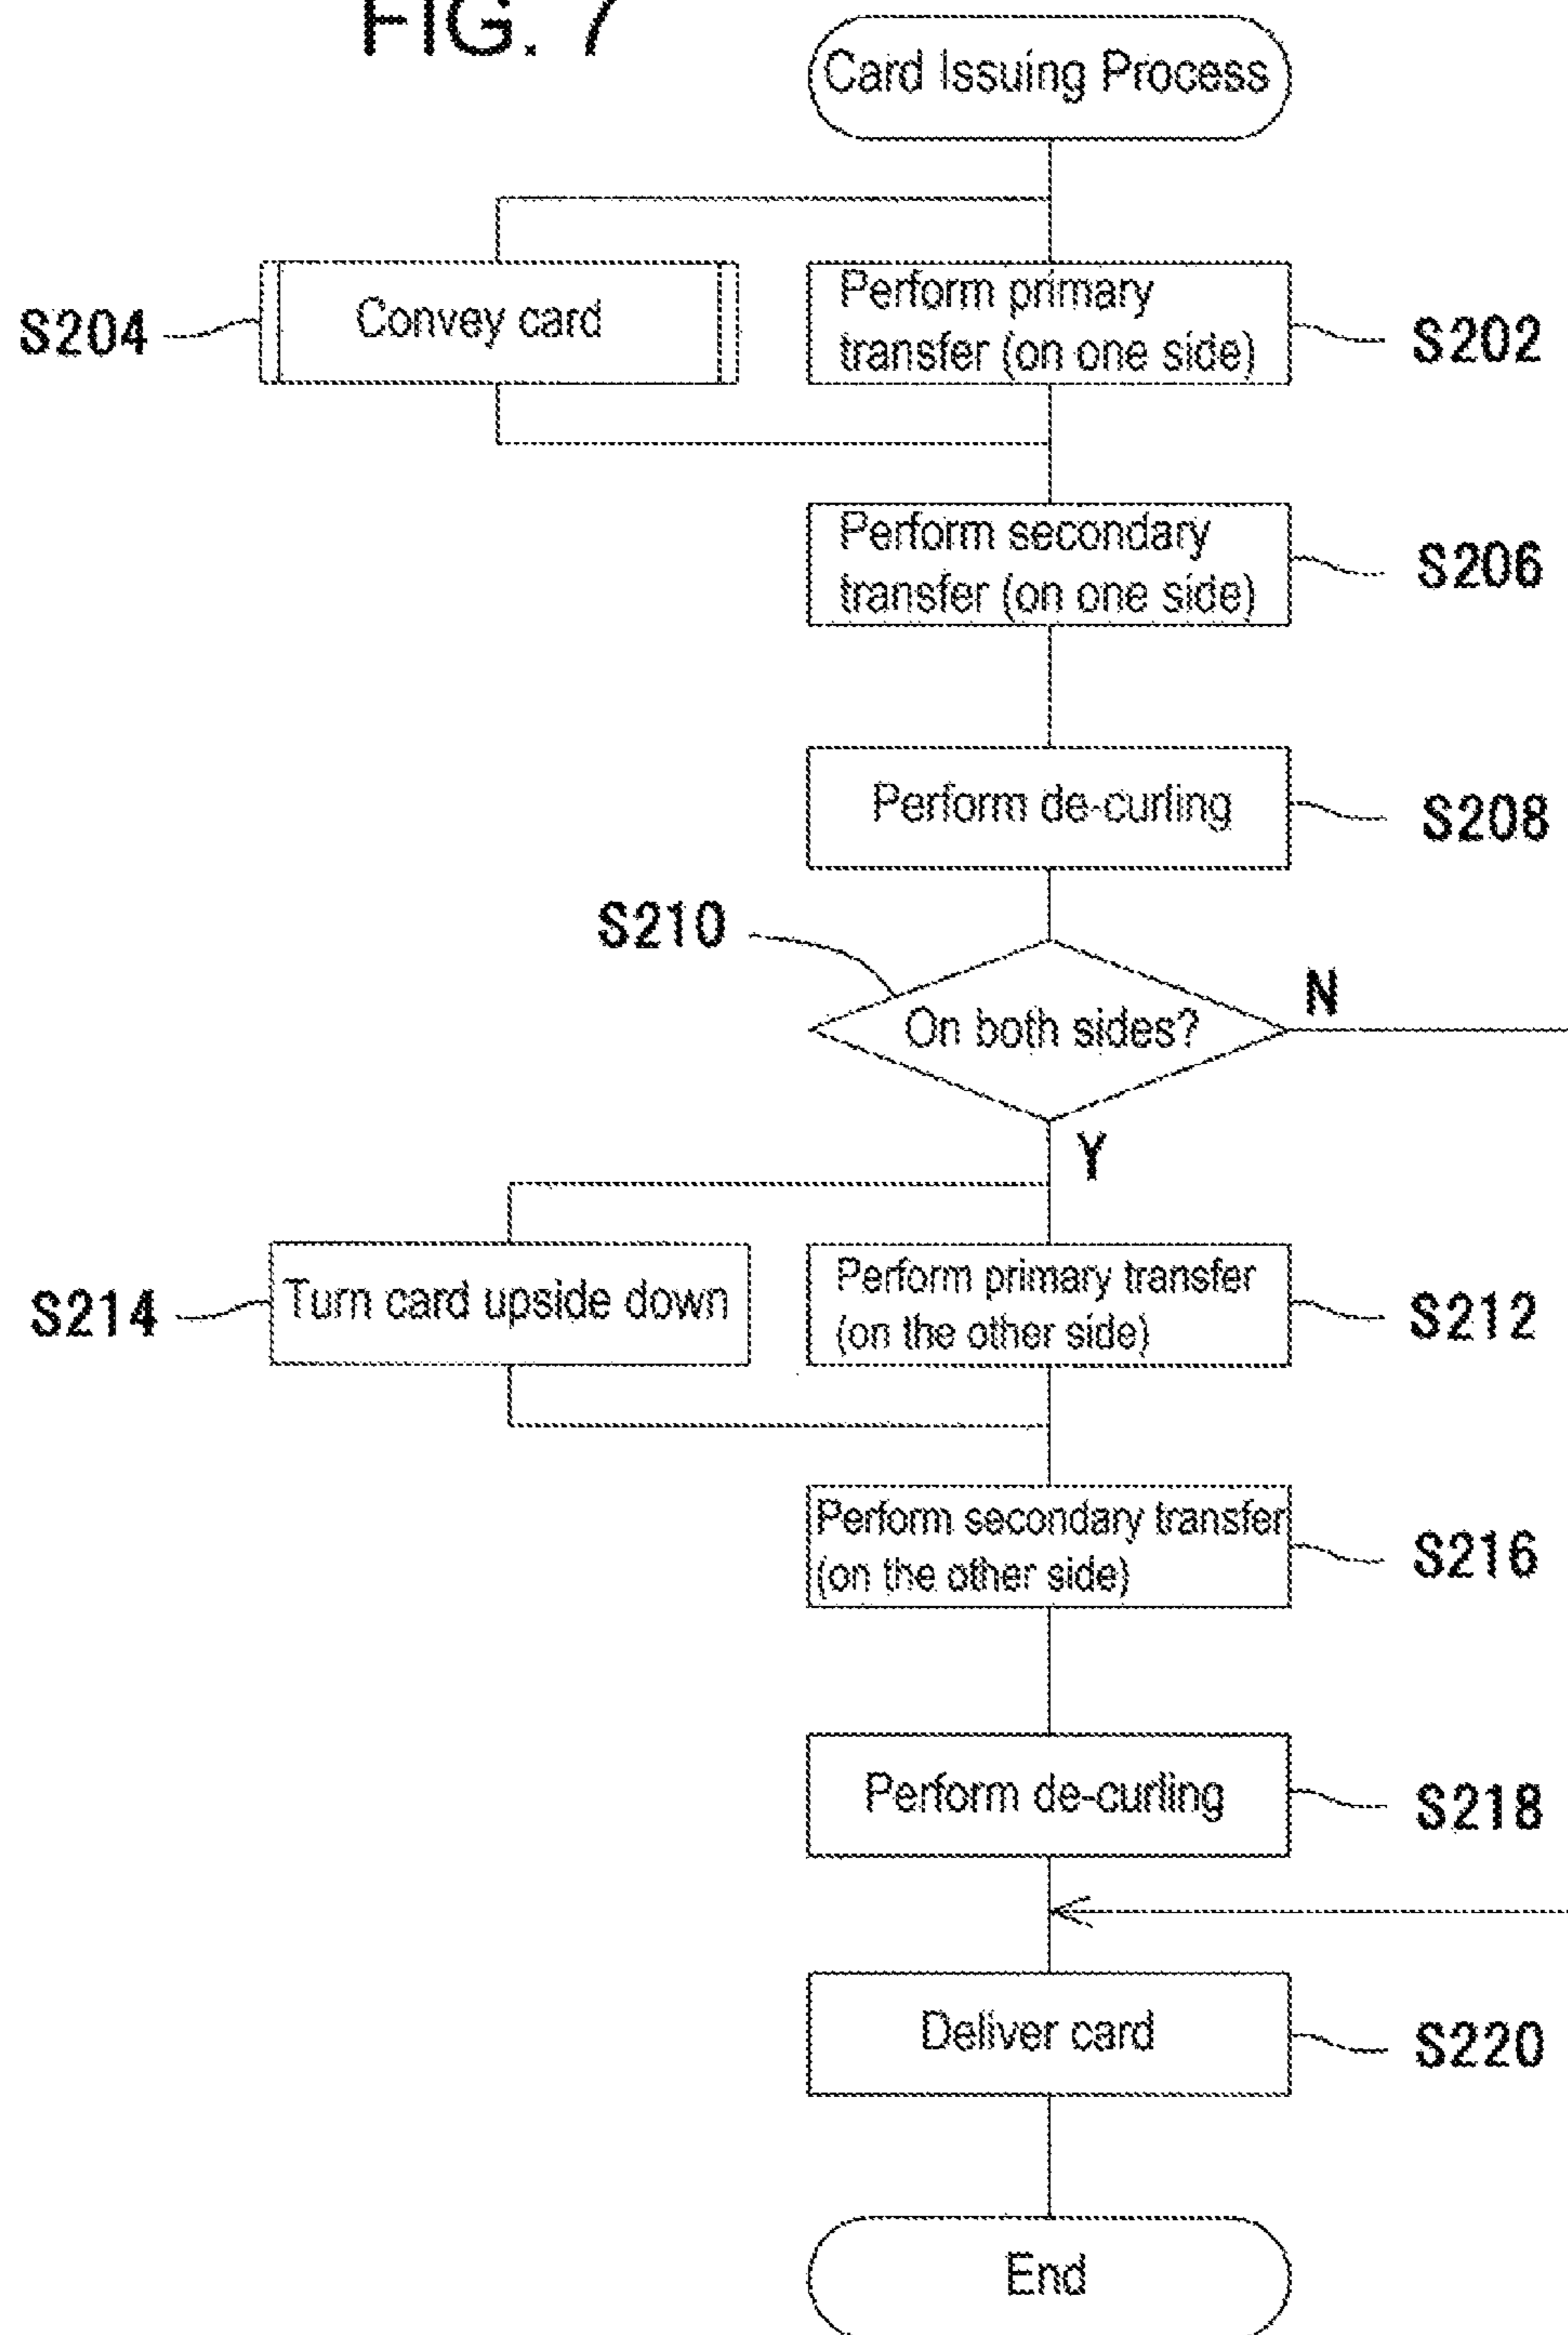 FIG. 7
Card Issuing Process
S204
Convey card
Perform primary
transfer (on one side)
S202
Perform secondary
transfer (on one side)
S206
Perform de-curling
S208
S210
On both sides?
N
Y
S214
Turn card upside down
Perform primary transfer
(on the other side)
S212
Perform secondary transfer
(on the other side)
S216
Perform de-curling
S218
Deliver card
S220
End